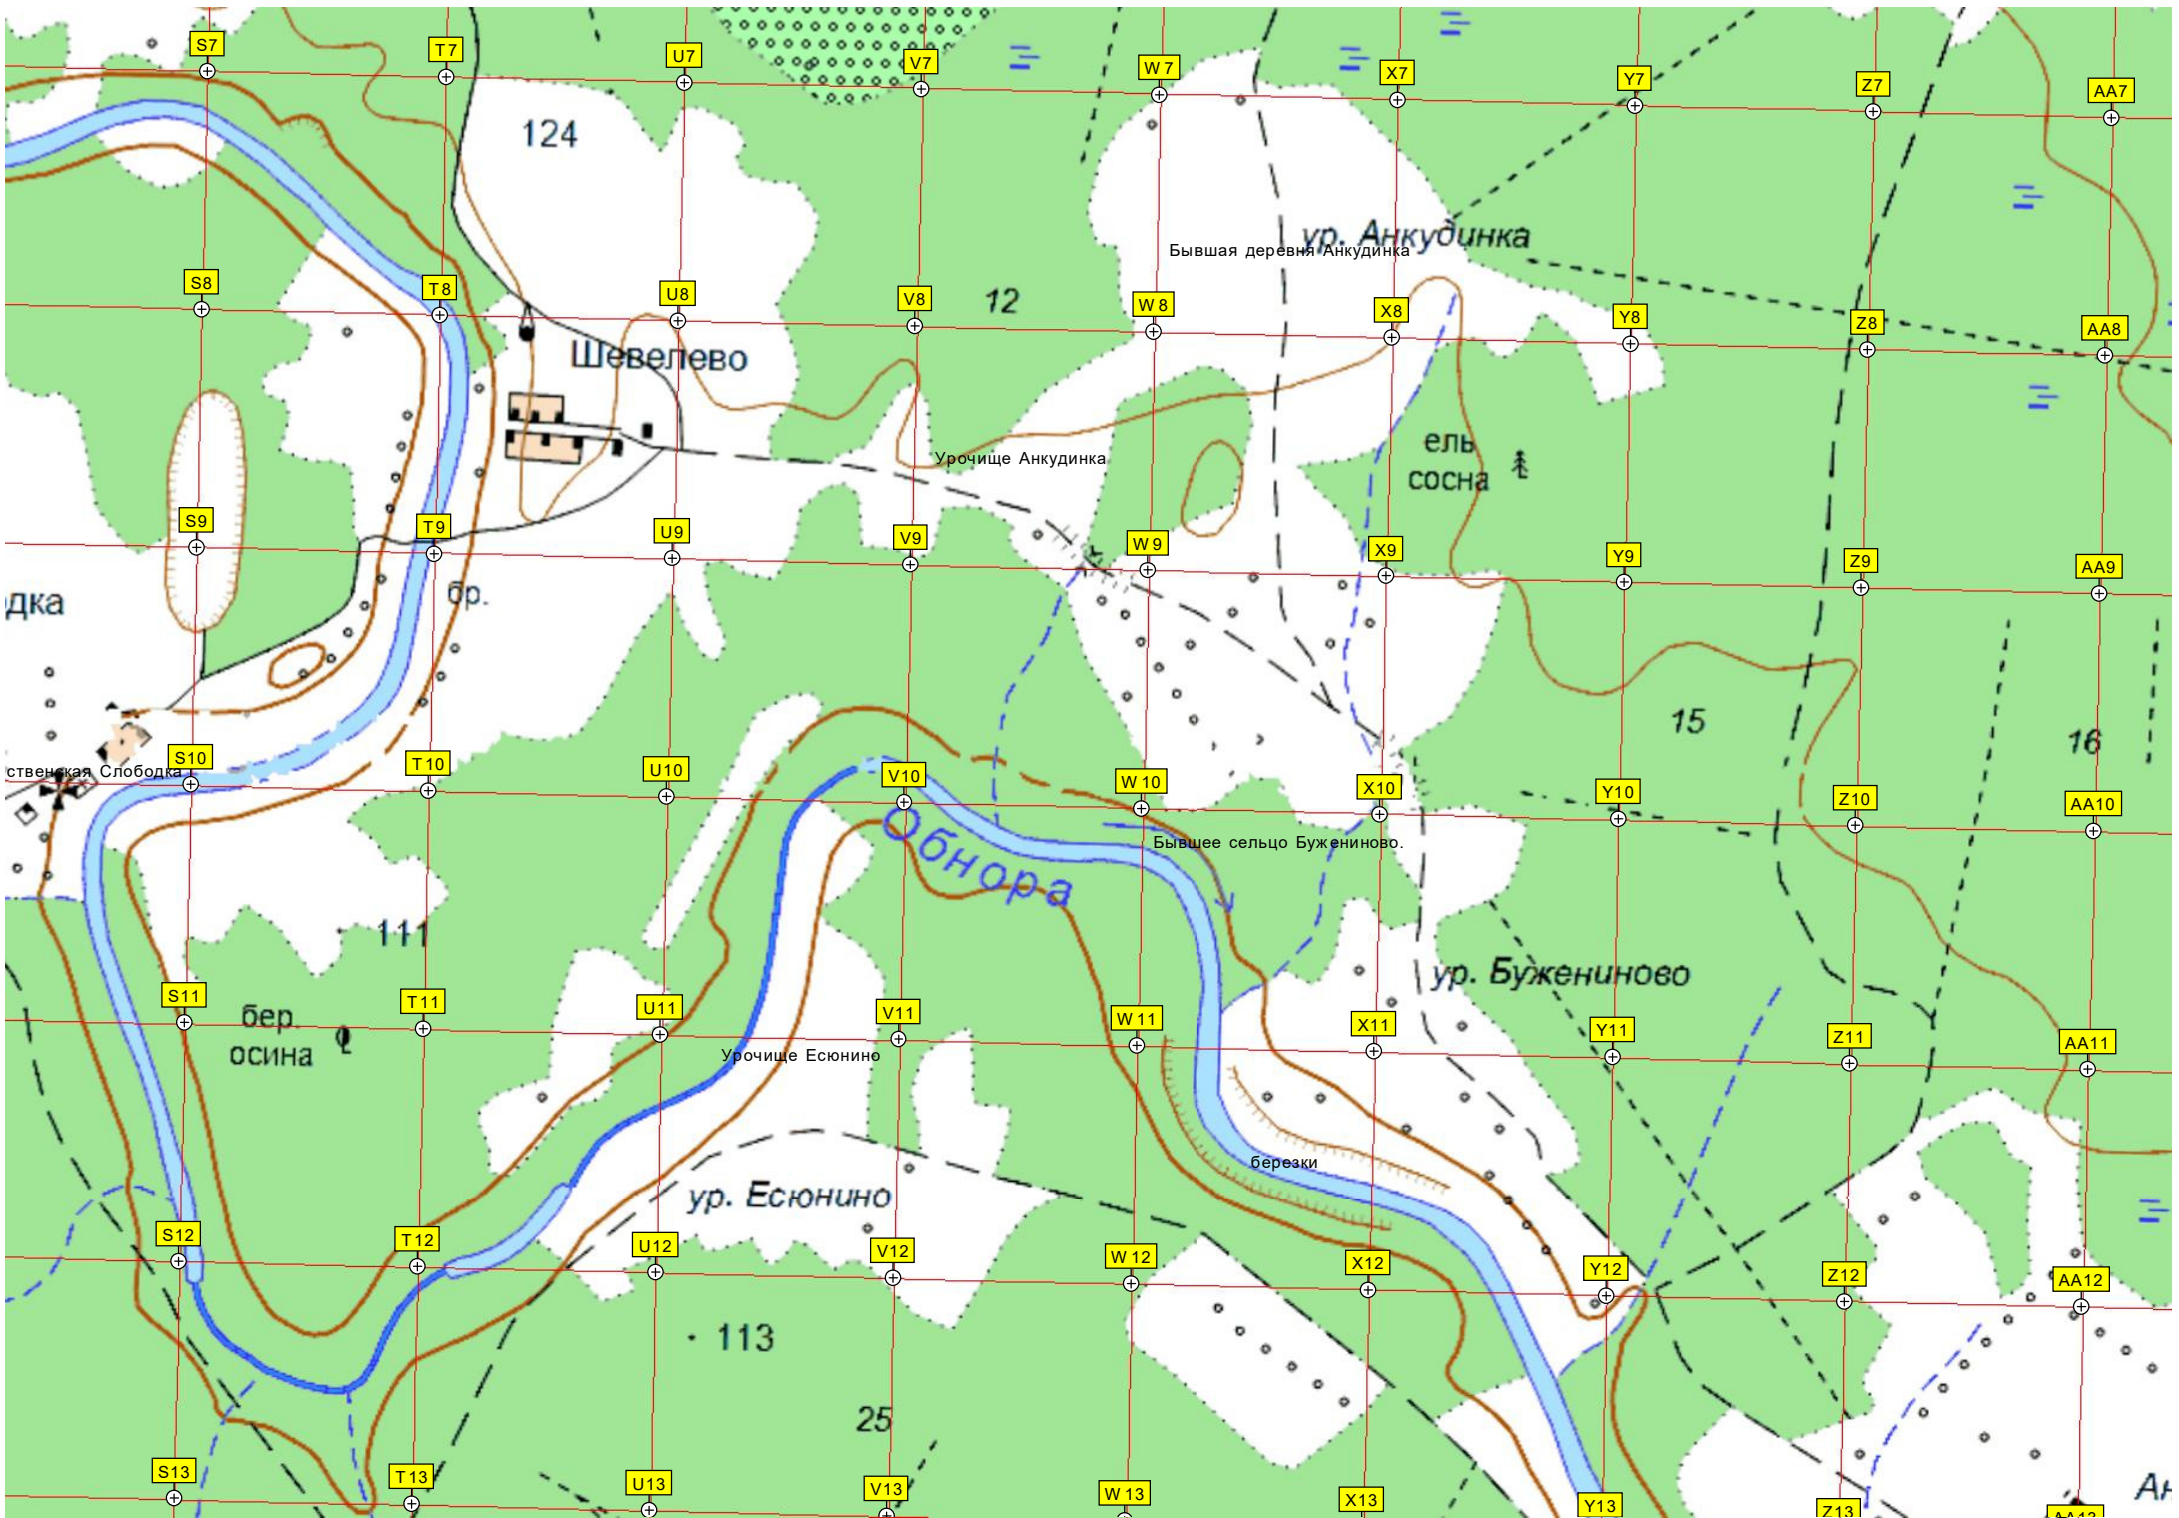 S7
T7
U7
V7
W7
X7
Y7
Z7
AA7
124
ур. Анкудинка
Бывшая деревня Анкудинка
S8
T8
U8
V8
12
W8
X8
Y8
Z8
AA8
Шевелево
ель
сосна
Урочище Анкудинка
S9
T9
U9
V9
W9
X9
Y9
Z9
AA9
дка
бр.
15
16
ственская Слободка
S10
T10
U10
V10
W10
X10
Y10
Z10
AA10
Обнора
Бывшее сельцо Бужениново.
111
ур. Бужениново
S11
T11
U11
V11
W11
X11
Y11
Z11
AA11
бер.
осина
Урочище Есюнино
березки
ур. Есюнино
S12
T12
U12
V12
W12
X12
Y12
Z12
AA12
113
25
S13
T13
U13
V13
W13
X13
Y13
Z13
АН
AA13